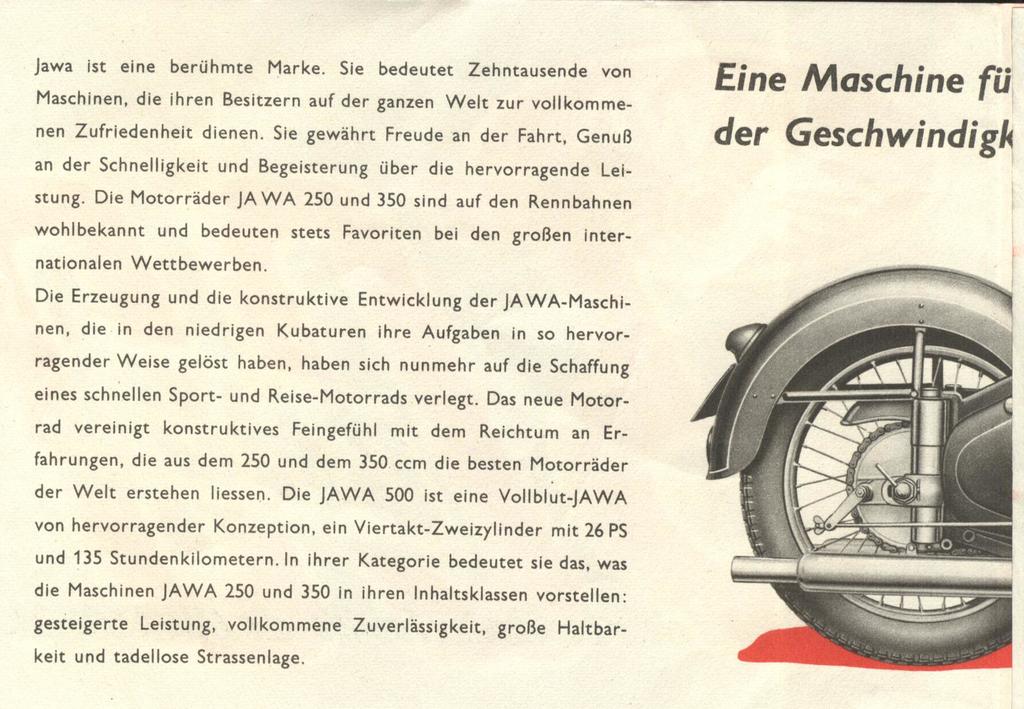 Jawa ist eine berühmte Marke. Sie bedeutet Zehntausende von
Maschinen, die ihren Besitzern auf der ganzen Welt zur vollkomme-
nen Zufriedenheit dienen. Sie gewährt Freude an der Fahrt, Genuß
an der Schnelligkeit und Begeisterung über die hervorragende Lei-
stung. Die Motorräder JAWA 250 und 350 sind auf den Rennbahnen
wohlbekannt und bedeuten stets Favoriten bei den großen inter-
nationalen Wettbewerben.
Die Erzeugung und die konstruktive Entwicklung der JAWA-Maschi-
nen, die in den niedrigen Kubaturen ihre Aufgaben in so hervor-
ragender Weise gelöst haben, haben sich nunmehr auf die Schaffung
eines schnellen Sport- und Reise-Motorrads verlegt. Das neue Motor-
rad vereinigt konstruktives Feingefühl mit dem Reichtum an Er-
fahrungen, die aus dem 250 und dem 350 ccm die besten Motorräder
der Welt erstehen liessen. Die JAWA 500 ist eine Vollblut-JAWA
von hervorragender Konzeption, ein Viertakt-Zweizylinder mit 26 PS
und 135 Stundenkilometern. In ihrer Kategorie bedeutet sie das, was
die Maschinen JAWA 250 und 350 in ihren Inhaltsklassen vorstellen:
gesteigerte Leistung, vollkommene Zuverlässigkeit, große Haltbar-
keit und tadellose Strassenlage.
Eine Maschine fü
der Geschwindigk